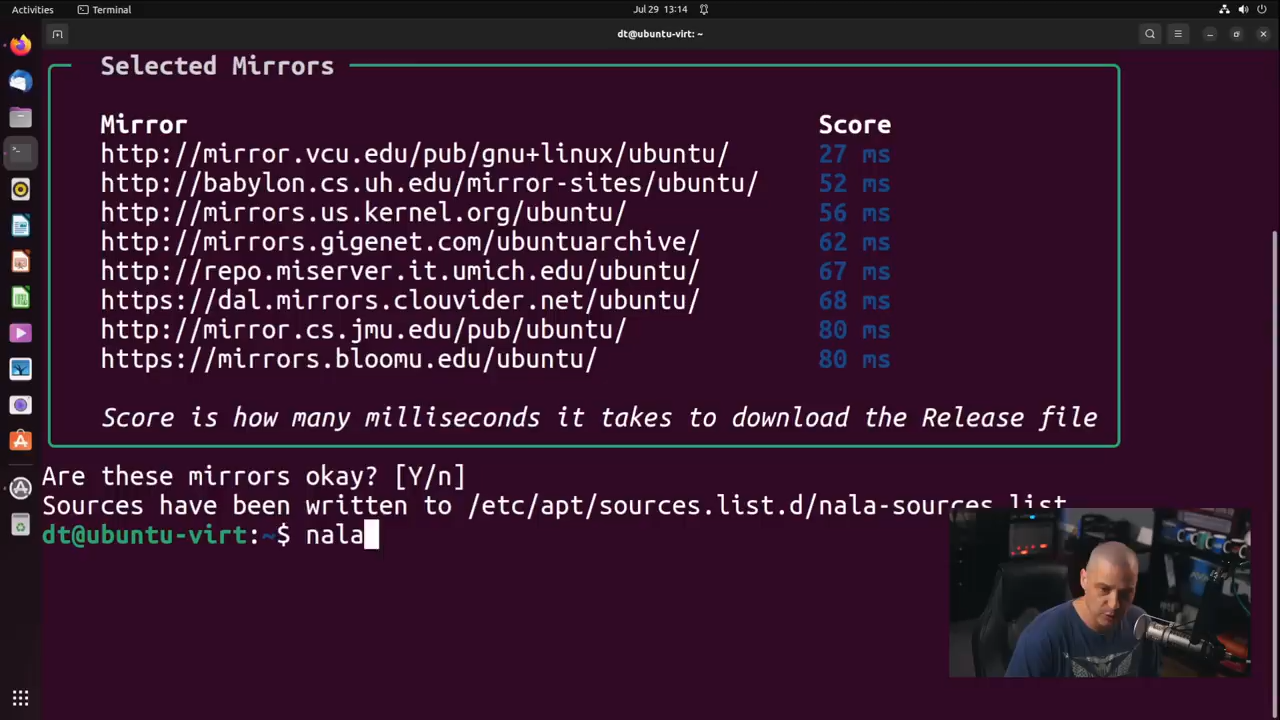 Activities
Terminal
Jul 29 13:14
dt@ubuntu-virt: ~
Selected Mirrors
Mirror Score
http://mirror.vcu.edu/pub/gnu+linux/ubuntu/ 27 ms
http://babylon.cs.uh.edu/mirror-sites/ubuntu/ 52 ms
http://mirrors.us.kernel.org/ubuntu/ 56 ms
http://mirrors.gigenet.com/ubuntuarchive/ 62 ms
http://repo.miserver.it.umich.edu/ubuntu/ 67 ms
https://dal.mirrors.clouvider.net/ubuntu/ 68 ms
http://mirror.cs.jmu.edu/pub/ubuntu/ 80 ms
https://mirrors.bloomu.edu/ubuntu/ 80 ms
Score is how many milliseconds it takes to download the Release file
Are these mirrors okay? [Y/n]
Sources have been written to /etc/apt/sources.list.d/nala-sources.list
dt@ubuntu-virt:~$ nala